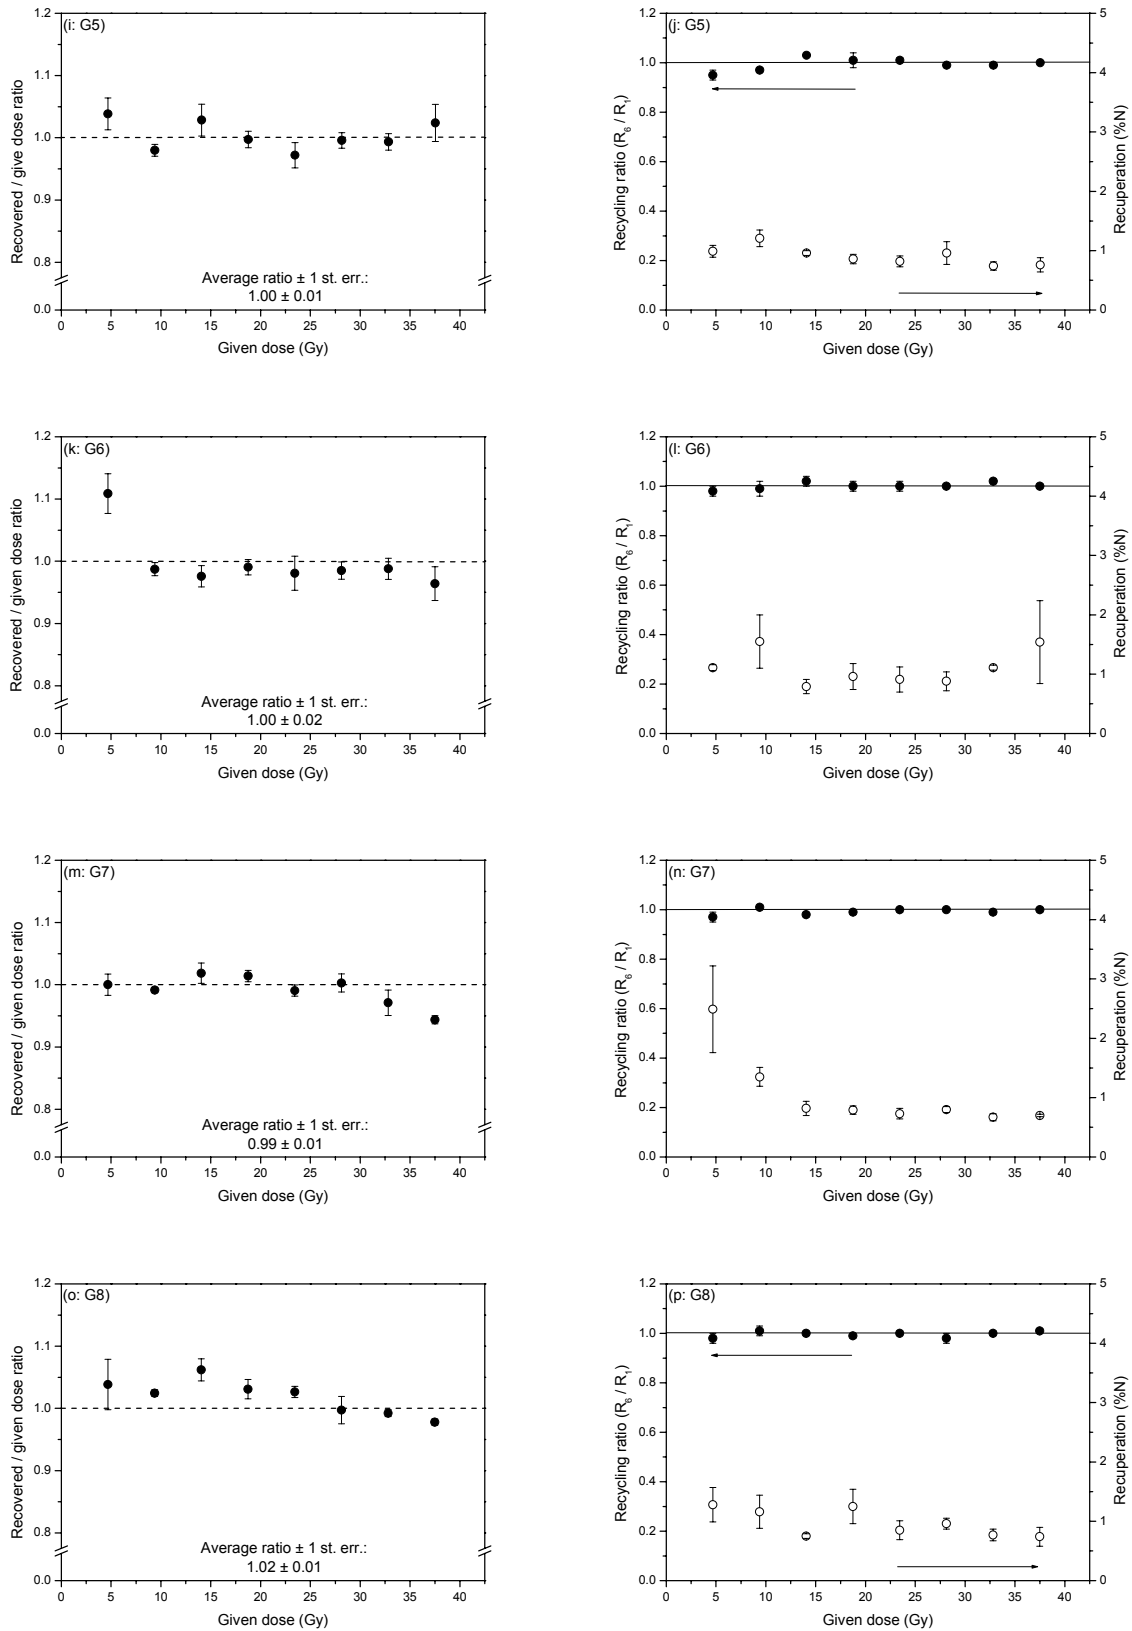 (i: G5)
1.2
1.1
1.0
0.9
0.8
0.0
Recovered / give dose ratio
Average ratio ± 1 st. err.:
1.00 ± 0.01
0 5 10 15 20 25 30 35 40
Given dose (Gy)
(j: G5)
1.2
1.0
0.8
0.6
0.4
0.2
0.0
Recycling ratio (R6 / R1)
5
4
3
2
1
0
Recuperation (%N)
0 5 10 15 20 25 30 35 40
Given dose (Gy)
(k: G6)
1.2
1.1
1.0
0.9
0.8
0.0
Recovered / given dose ratio
Average ratio ± 1 st. err.:
1.00 ± 0.02
0 5 10 15 20 25 30 35 40
Given dose (Gy)
(l: G6)
1.2
1.0
0.8
0.6
0.4
0.2
0.0
Recycling ratio (R6 / R1)
5
4
3
2
1
0
Recuperation (%N)
0 5 10 15 20 25 30 35 40
Given dose (Gy)
(m: G7)
1.2
1.1
1.0
0.9
0.8
0.0
Recovered / given dose ratio
Average ratio ± 1 st. err.:
0.99 ± 0.01
0 5 10 15 20 25 30 35 40
Given dose (Gy)
(n: G7)
1.2
1.0
0.8
0.6
0.4
0.2
0.0
Recycling ratio (R6 / R1)
5
4
3
2
1
0
Recuperation (%N)
0 5 10 15 20 25 30 35 40
Given dose (Gy)
(o: G8)
1.2
1.1
1.0
0.9
0.8
0.0
Recovered / given dose ratio
Average ratio ± 1 st. err.:
1.02 ± 0.01
0 5 10 15 20 25 30 35 40
Given dose (Gy)
(p: G8)
1.2
1.0
0.8
0.6
0.4
0.2
0.0
Recycling ratio (R6 / R1)
5
4
3
2
1
0
Recuperation (%N)
0 5 10 15 20 25 30 35 40
Given dose (Gy)